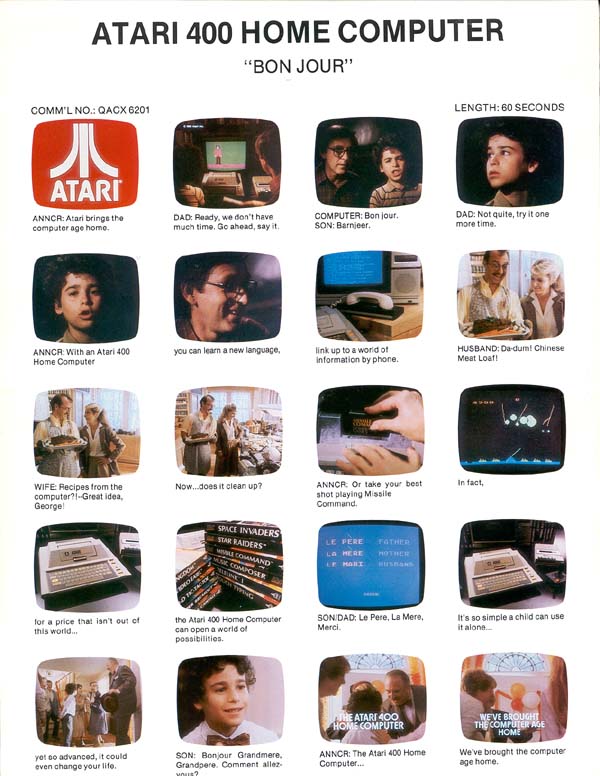 ATARI 400 HOME COMPUTER
"BON JOUR"
COMM'L NO.: QACX 6201
LENGTH: 60 SECONDS
ATARI
ANNCR: Atari brings the
computer age home.
DAD: Ready, we don't have
much time. Go ahead, say it.
COMPUTER: Bon jour.
SON: Barnjeer.
DAD: Not quite, try it one
more time.
ANNCR: With an Atari 400
Home Computer
you can learn a new language,
link up to a world of
information by phone.
HUSBAND: Da-dum! Chinese
Meat Loaf!
WIFE: Recipes from the
computer?!--Great idea,
George!
Now...does it clean up?
MISSILE
COMMAND
ANNCR: Or take your best
shot playing Missile
Command.
In fact,
for a price that isn't out of
this world...
SPACE INVADERS
STAR RAIDERS
MISSILE COMMAND
MUSIC COMPOSER
the Atari 400 Home Computer
can open a world of
possibilities.
LE PERE FATHER
LA MERE MOTHER
LE MARI HUSBAND
SON/DAD: Le Pere, La Mere,
Merci.
It's so simple a child can use
it alone...
yet so advanced, it could
even change your life.
SON: Bonjour Grandmere,
Grandpere. Comment allez-
vous?
THE ATARI 400
HOME COMPUTER
ANNCR: The Atari 400 Home
Computer...
WE'VE BROUGHT
THE COMPUTER AGE
HOME
We've brought the computer
age home.